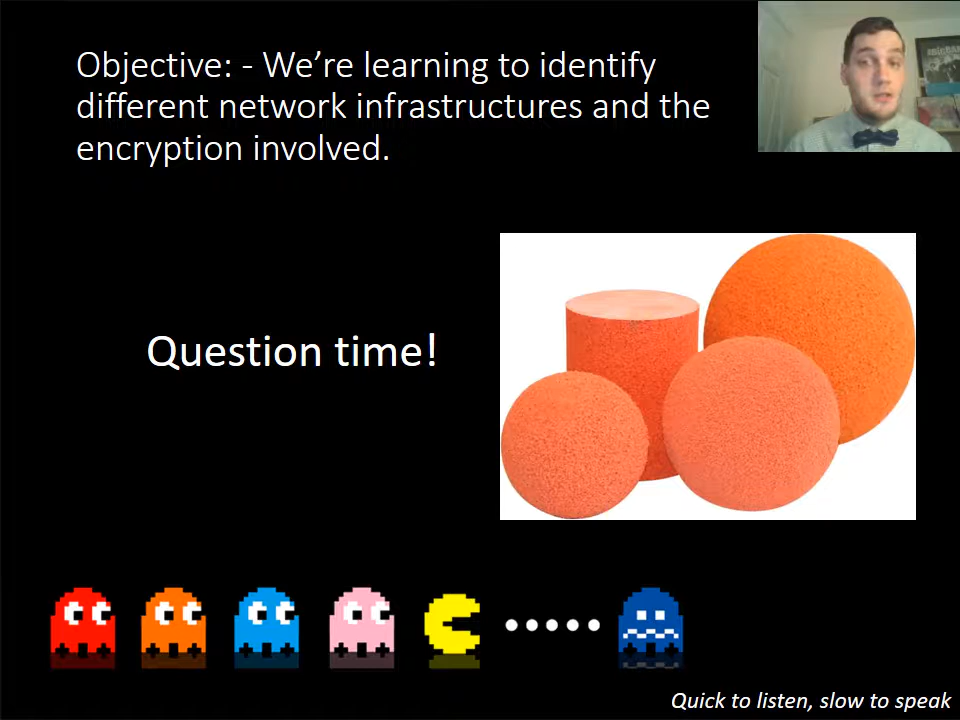 Objective: - We’re learning to identify
different network infrastructures and the
encryption involved.
Question time!
Quick to listen, slow to speak